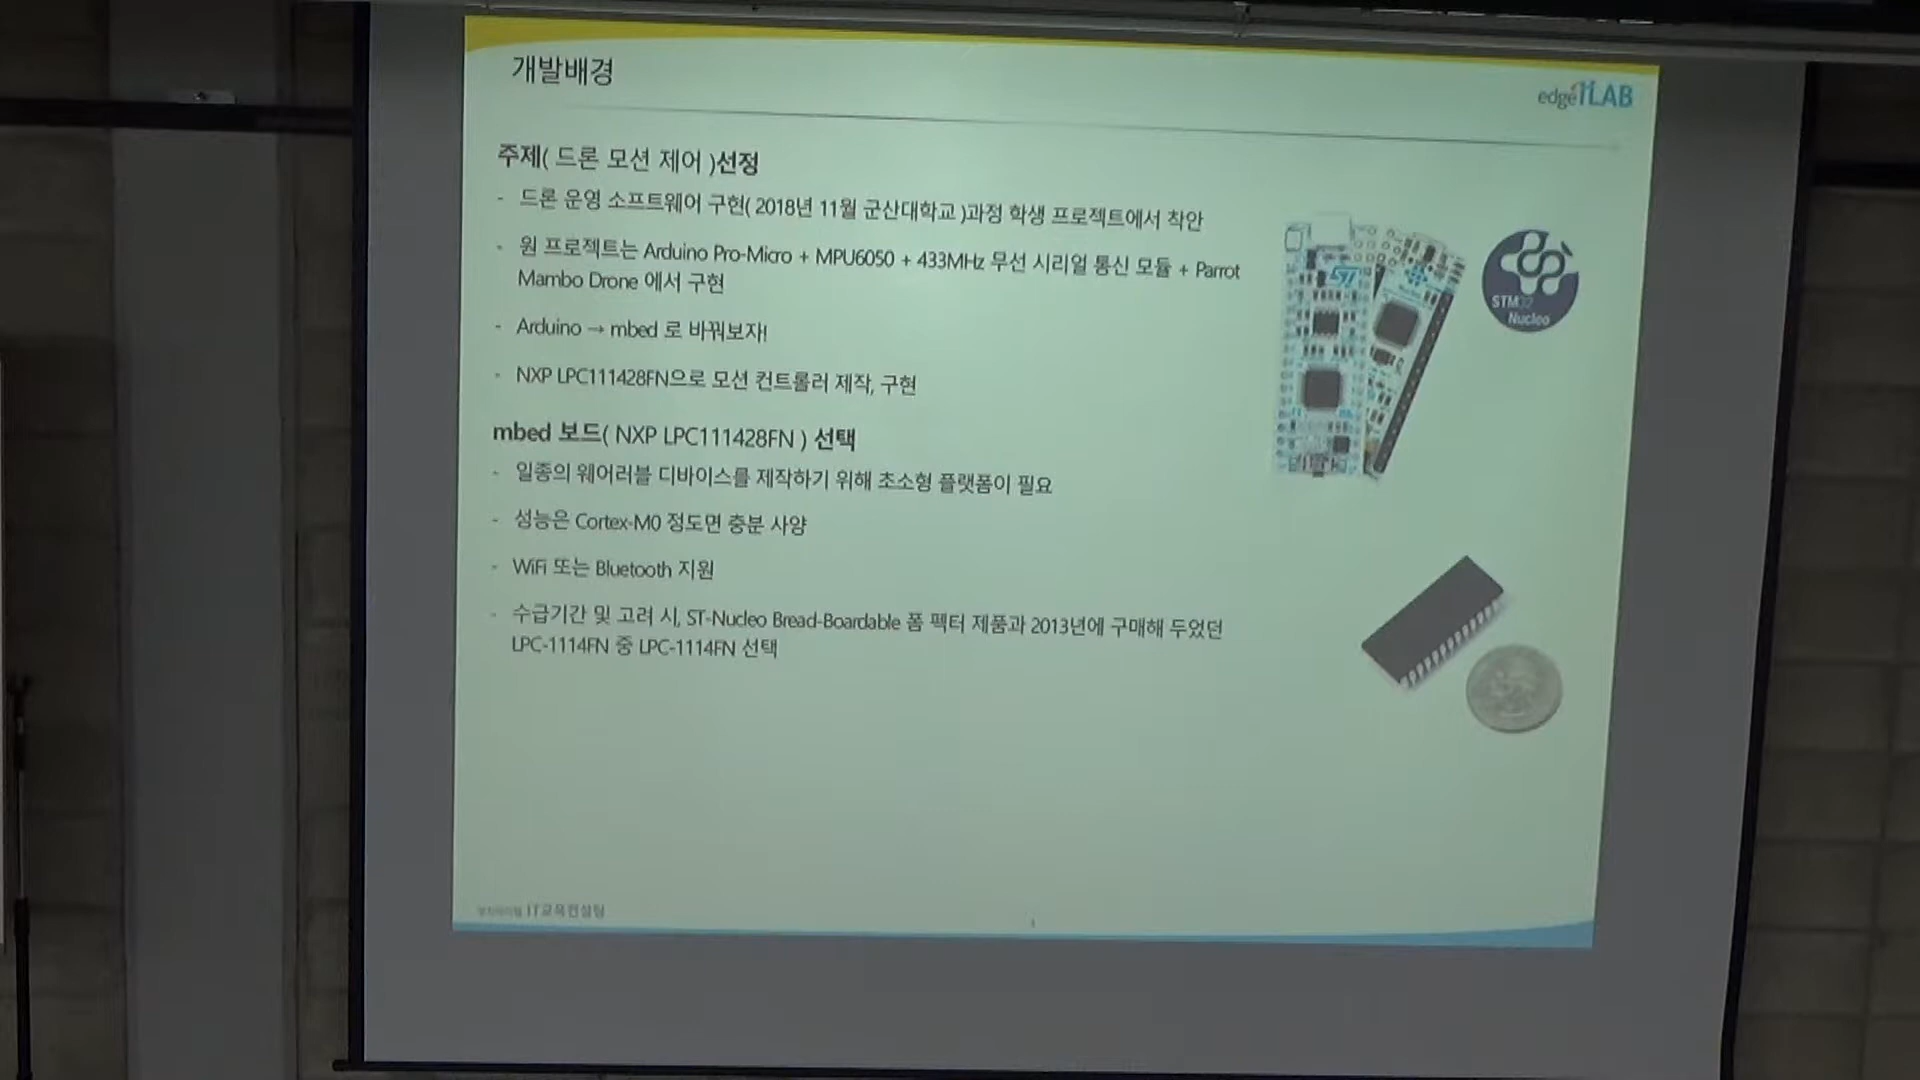 개발배경
edgeiLAB
주제( 드론 모션 제어 )선정
- 드론 운영 소프트웨어 구현( 2018년 11월 군산대학교 )과정 학생 프로젝트에서 착안
- 원 프로젝트는 Arduino Pro-Micro + MPU6050 + 433MHz 무선 시리얼 통신 모듈 + Parrot
Mambo Drone 에서 구현
- Arduino → mbed 로 바꿔보자!
- NXP LPC111428FN으로 모션 컨트롤러 제작, 구현
mbed 보드( NXP LPC111428FN ) 선택
- 일종의 웨어러블 디바이스를 제작하기 위해 초소형 플랫폼이 필요
- 성능은 Cortex-M0 정도면 충분 사양
- WiFi 또는 Bluetooth 지원
- 수급기간 및 고려 시, ST-Nucleo Bread-Boardable 폼 팩터 제품과 2013년에 구매해 두었던
LPC-1114FN 중 LPC-1114FN 선택
ST
STM32
Nucleo
IT교육컨설팅